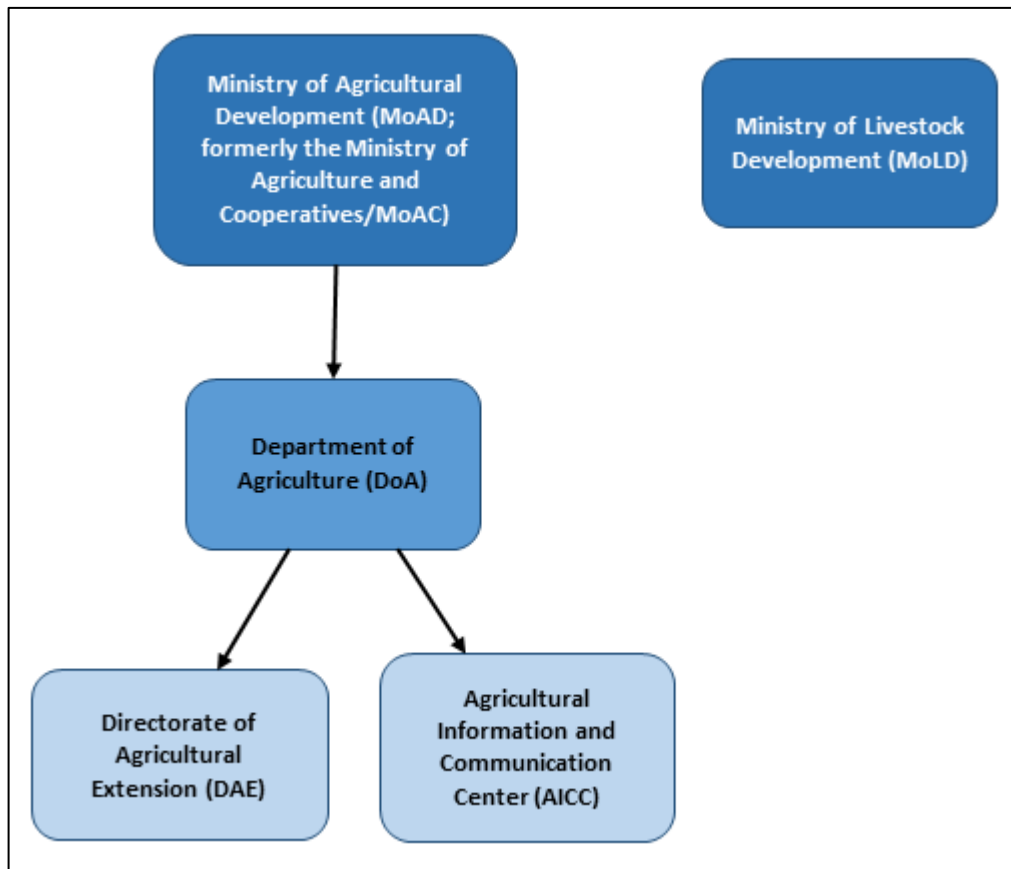 Ministry of Agricultural
Development (MoAD;
formerly the Ministry of
Agriculture and
Cooperatives/MoAC)
Ministry of Livestock
Development (MoLD)
Department of
Agriculture (DoA)
Directorate of
Agricultural
Extension (DAE)
Agricultural
Information and
Communication
Center (AICC)